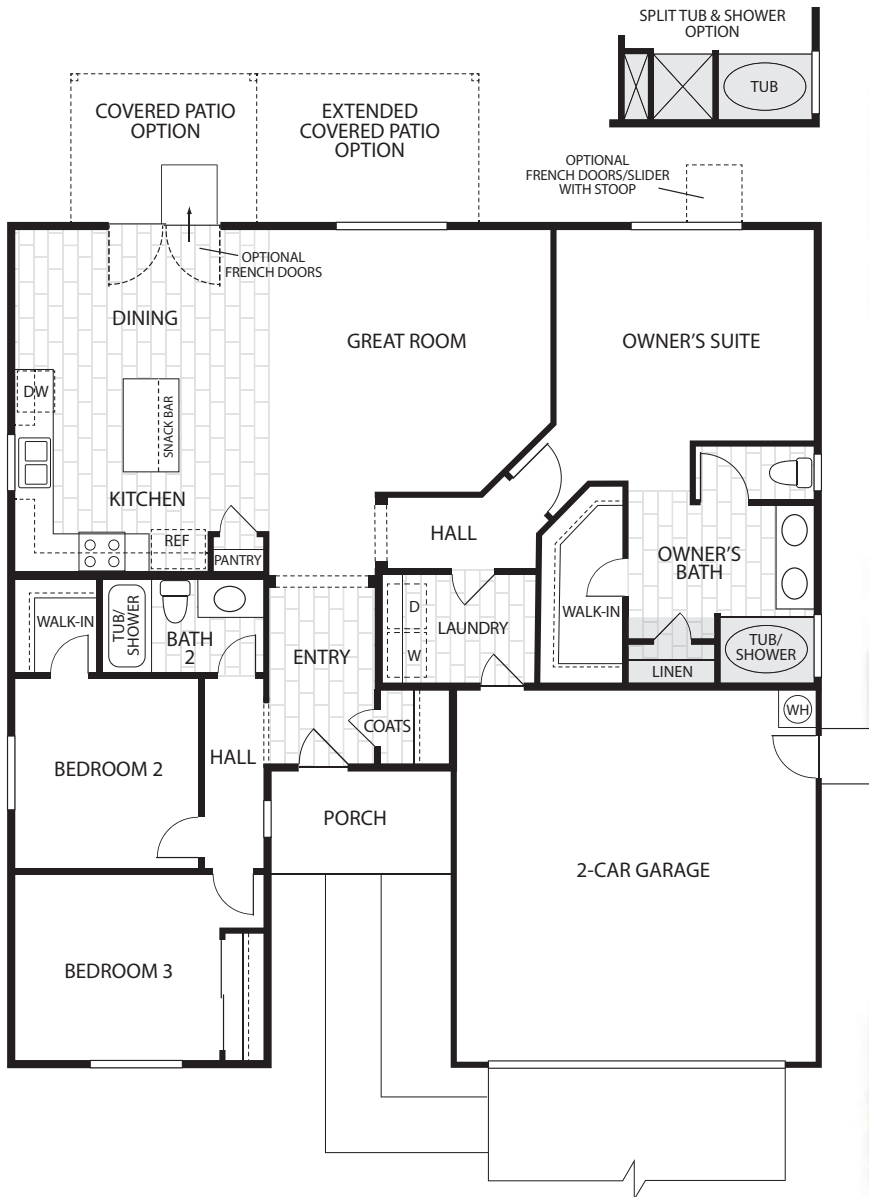 SPLIT TUB & SHOWER
OPTION
TUB
COVERED PATIO
OPTION
EXTENDED
COVERED PATIO
OPTION
OPTIONAL
FRENCH DOORS/SLIDER
WITH STOOP
OPTIONAL
FRENCH DOORS
DINING
GREAT ROOM
OWNER'S SUITE
DW
SNACK BAR
KITCHEN
REF
PANTRY
HALL
OWNER'S
BATH
WALK-IN
WALK-IN
TUB/
SHOWER
BATH
2
ENTRY
D
W
LAUNDRY
TUB/
SHOWER
LINEN
WH
COATS
HALL
BEDROOM 2
PORCH
2-CAR GARAGE
BEDROOM 3